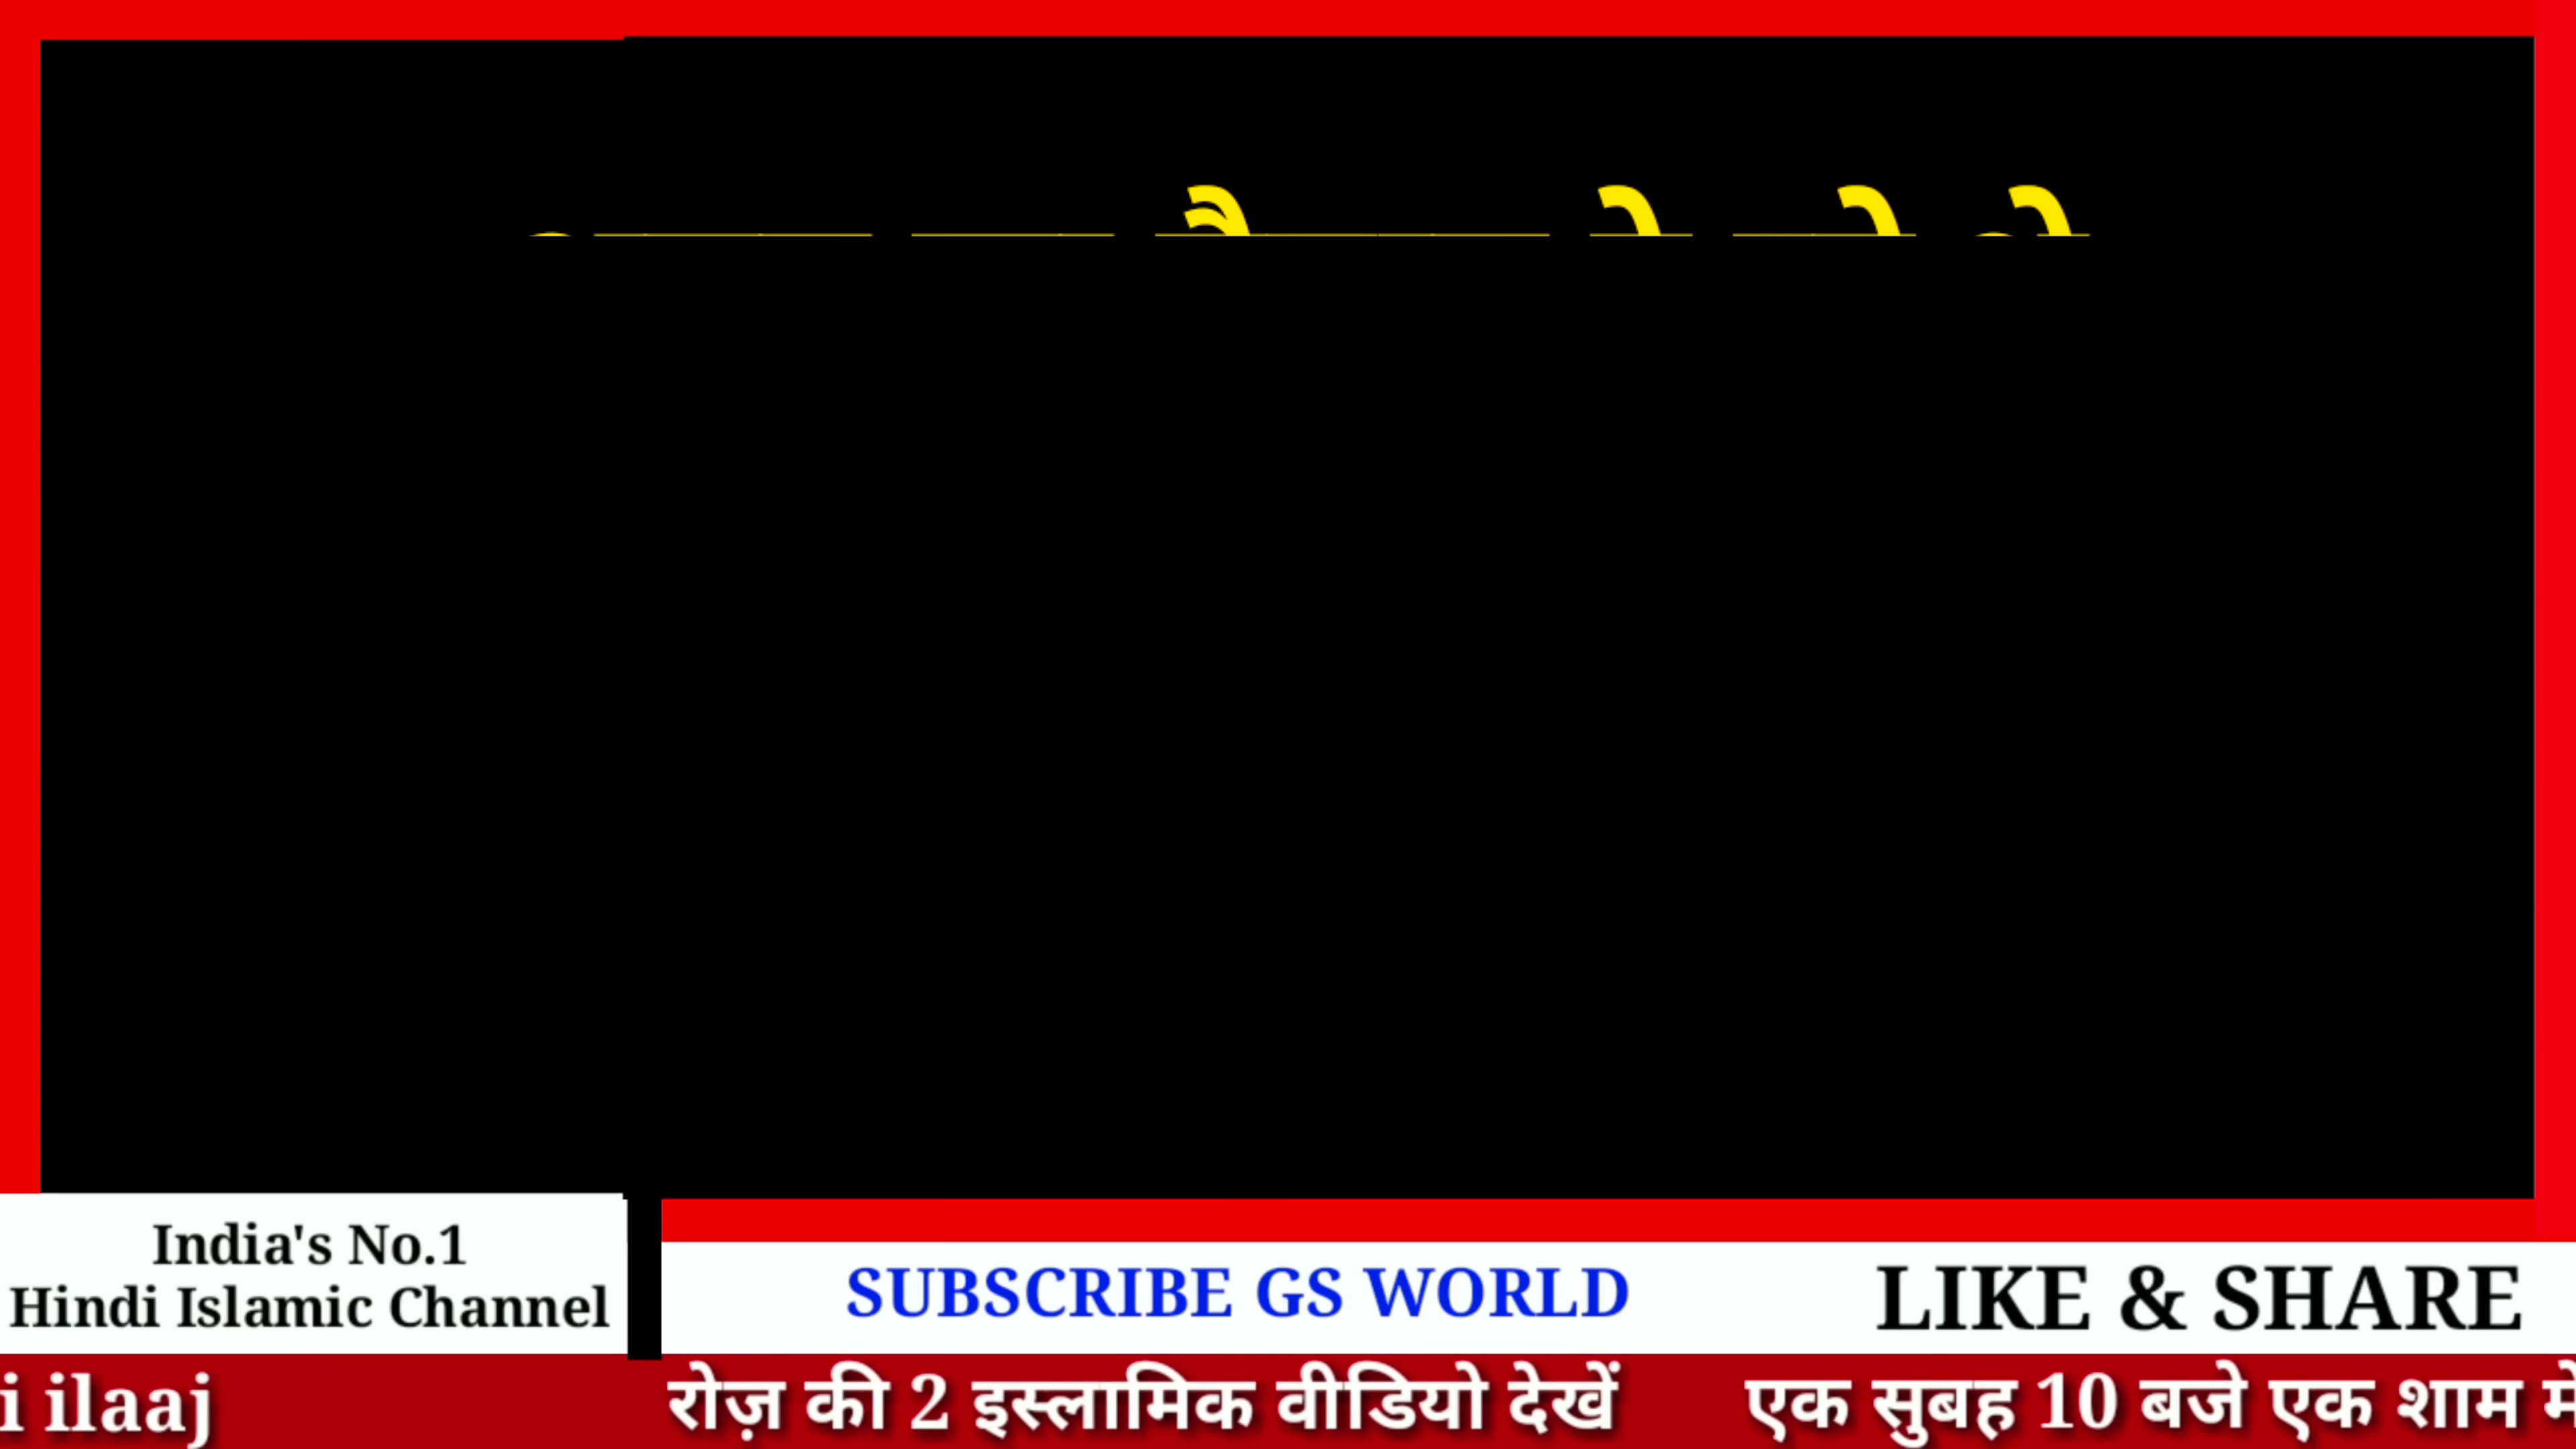 India's No.1
Hindi Islamic Channel
SUBSCRIBE GS WORLD
LIKE & SHARE
ilaaj रोज़ की 2 इस्लामिक वीडियो देखें एक सुबह 10 बजे एक शाम